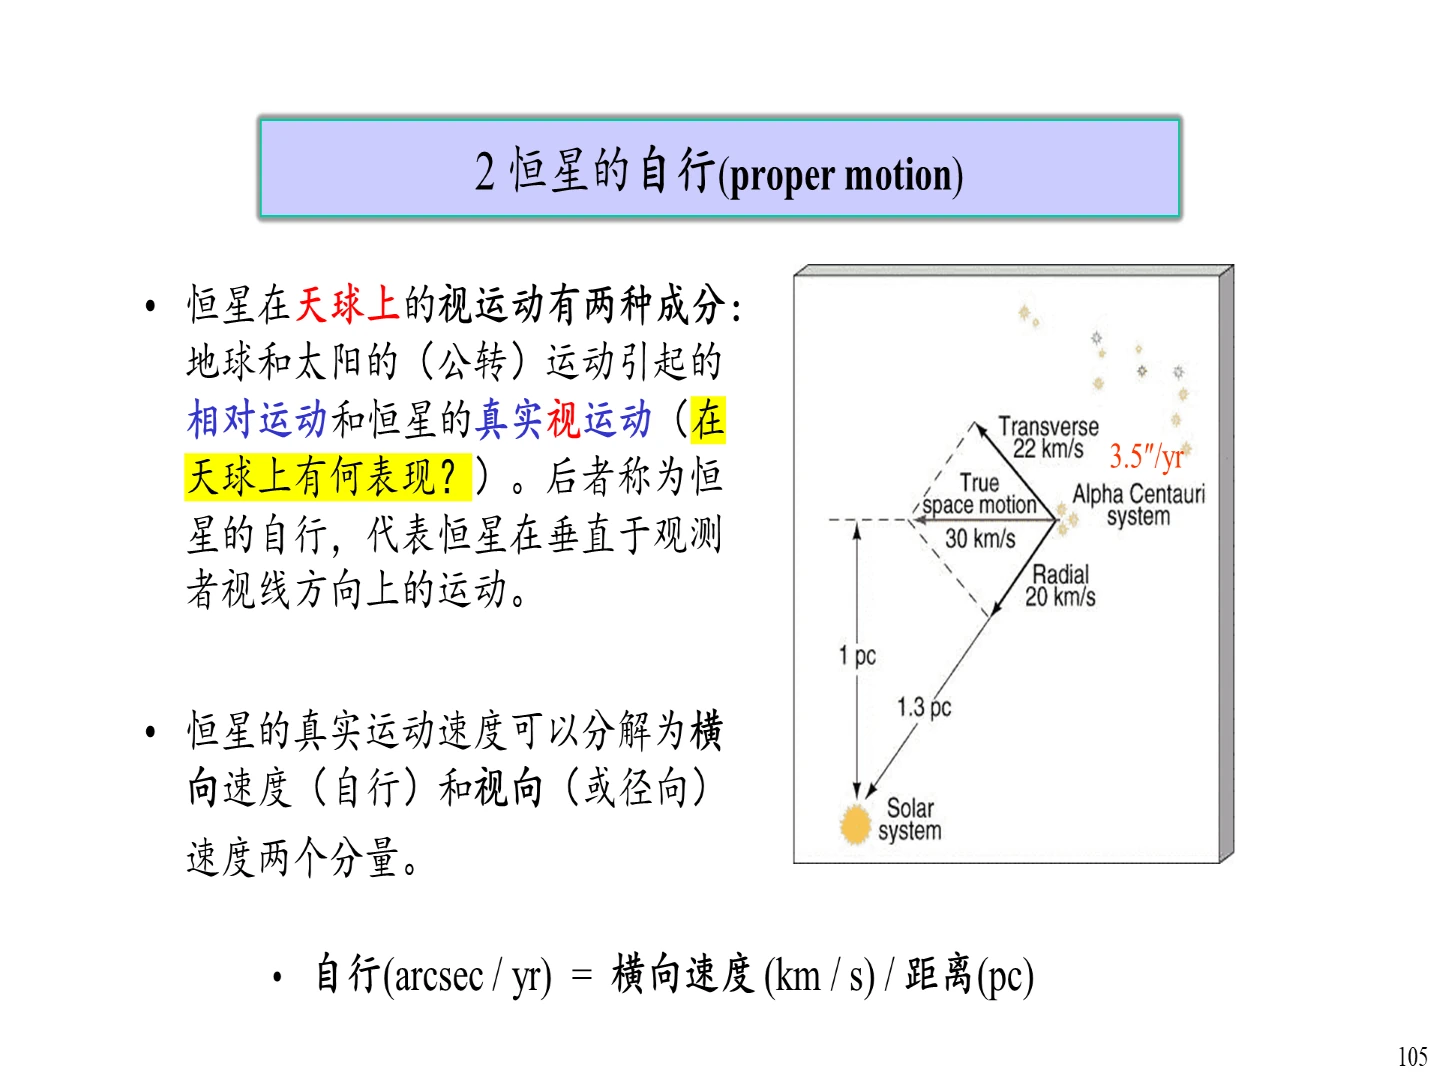 2 恒星的自行(proper motion)
• 恒星在天球上的视运动有两种成分：
地球和太阳的（公转）运动引起的
相对运动和恒星的真实视运动（在
天球上有何表现？）。后者称为恒
星的自行，代表恒星在垂直于观测
者视线方向上的运动。
• 恒星的真实运动速度可以分解为横
向速度（自行）和视向（或径向）
速度两个分量。
Transverse
22 km/s
3.5″/yr
True
space motion
30 km/s
Alpha Centauri
system
Radial
20 km/s
1 pc
1.3 pc
Solar
system
• 自行(arcsec / yr) = 横向速度 (km / s) / 距离(pc)
105